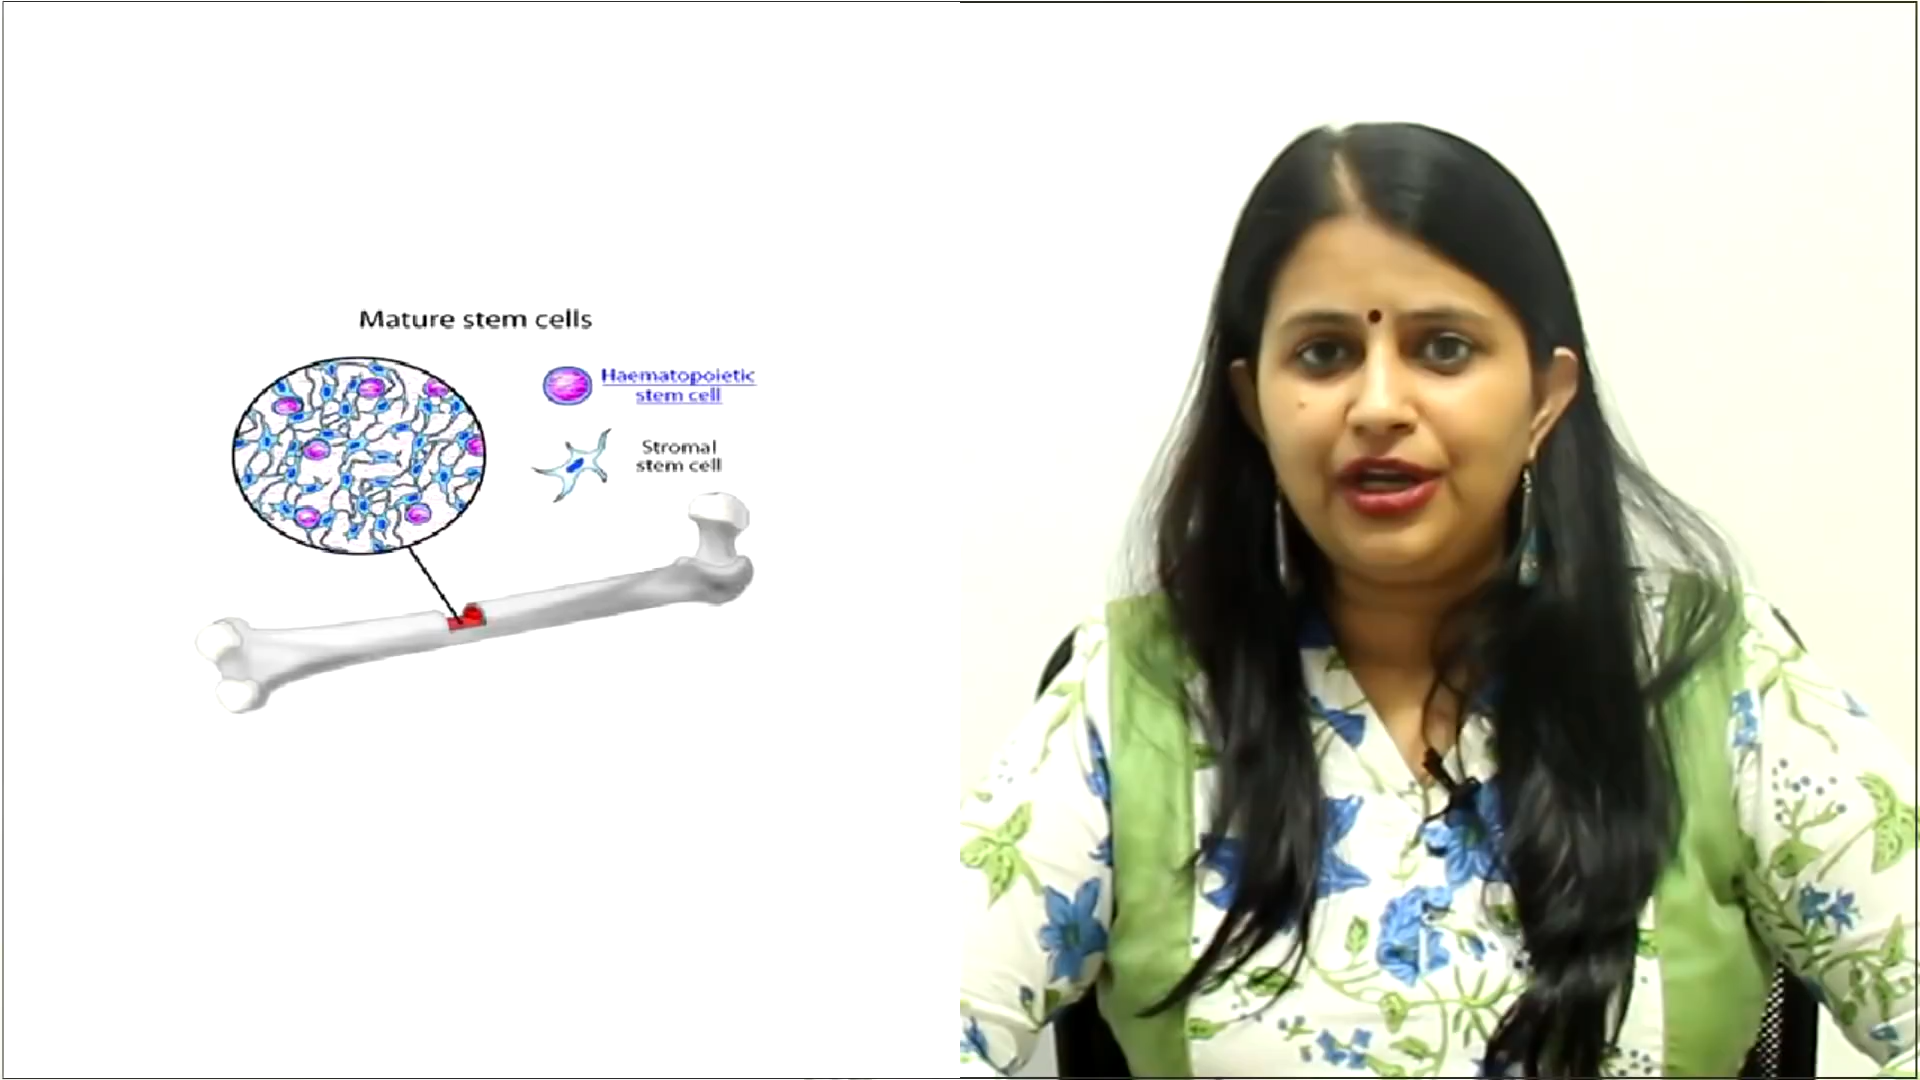 Mature stem cells
Haematopoietic
stem cell
Stromal
stem cell